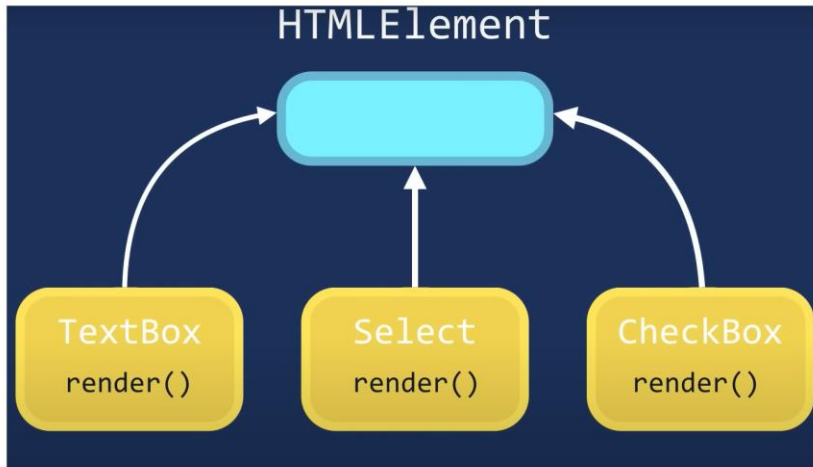 HTMLElement
TextBox
render()
Select
render()
CheckBox
render()